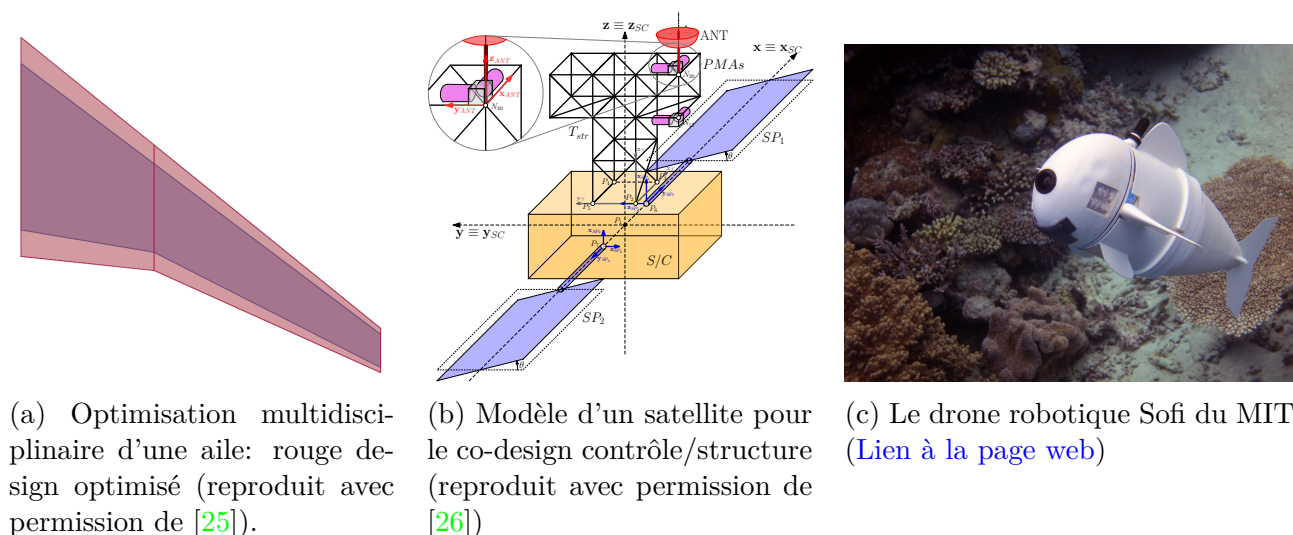 z ≡ z_SC
ANT
x ≡ x_SC
PMAs
z_ANT
x_ANT
y_ANT
N_20
N_20
T_str
SP_1
θ
P_5
y ≡ y_SC
S/C
SP_2
θ
(a) Optimisation multidisci-
plinaire d'une aile: rouge de-
sign optimisé (reproduit avec
permission de [25]).
(b) Modèle d'un satellite pour
le co-design contrôle/structure
(reproduit avec permission de
[26])
(c) Le drone robotique Sofi du MIT
(Lien à la page web)